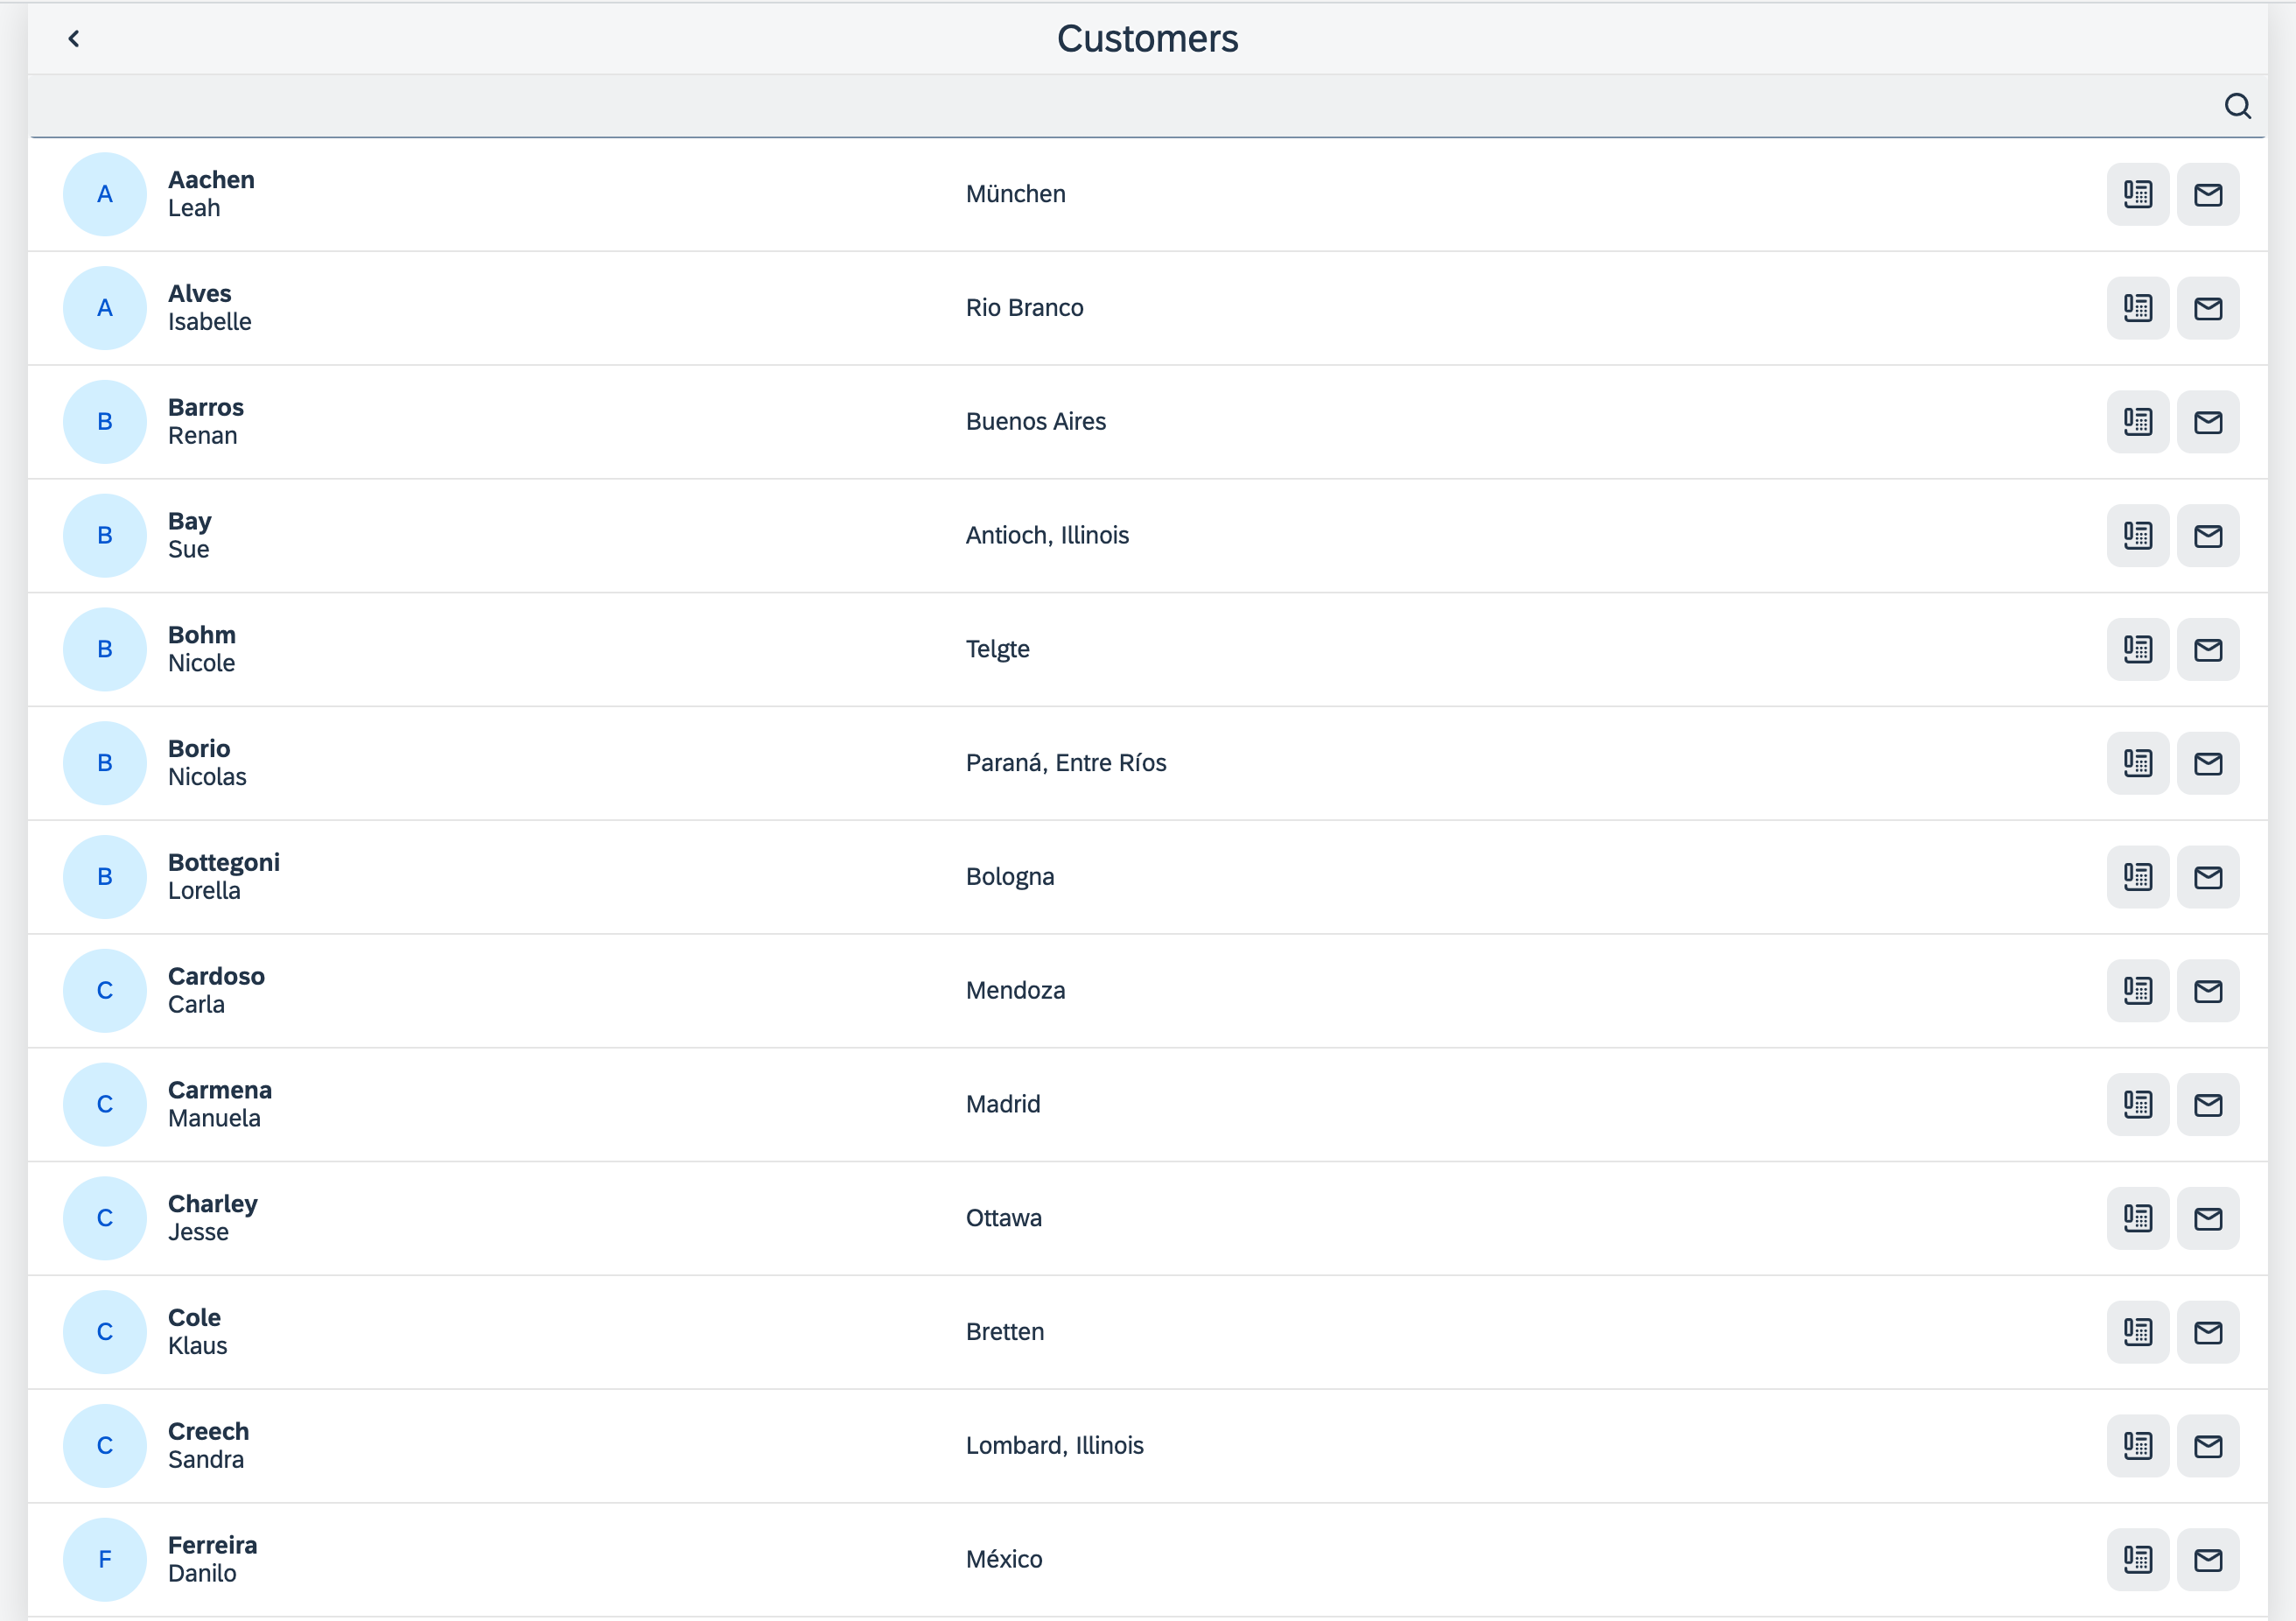 Customers
A
Aachen
Leah
München
A
Alves
Isabelle
Rio Branco
B
Barros
Renan
Buenos Aires
B
Bay
Sue
Antioch, Illinois
B
Bohm
Nicole
Telgte
B
Borio
Nicolas
Paraná, Entre Ríos
B
Bottegoni
Lorella
Bologna
C
Cardoso
Carla
Mendoza
C
Carmena
Manuela
Madrid
C
Charley
Jesse
Ottawa
C
Cole
Klaus
Bretten
C
Creech
Sandra
Lombard, Illinois
F
Ferreira
Danilo
México